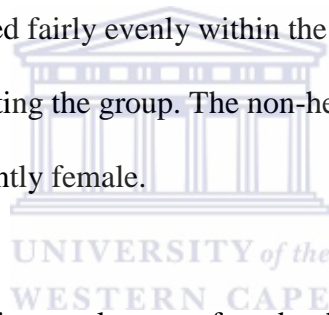 ed fairly evenly within the
ting the group. The non-he
ntly female.
UNIVERSITY of the
WESTERN CAPE